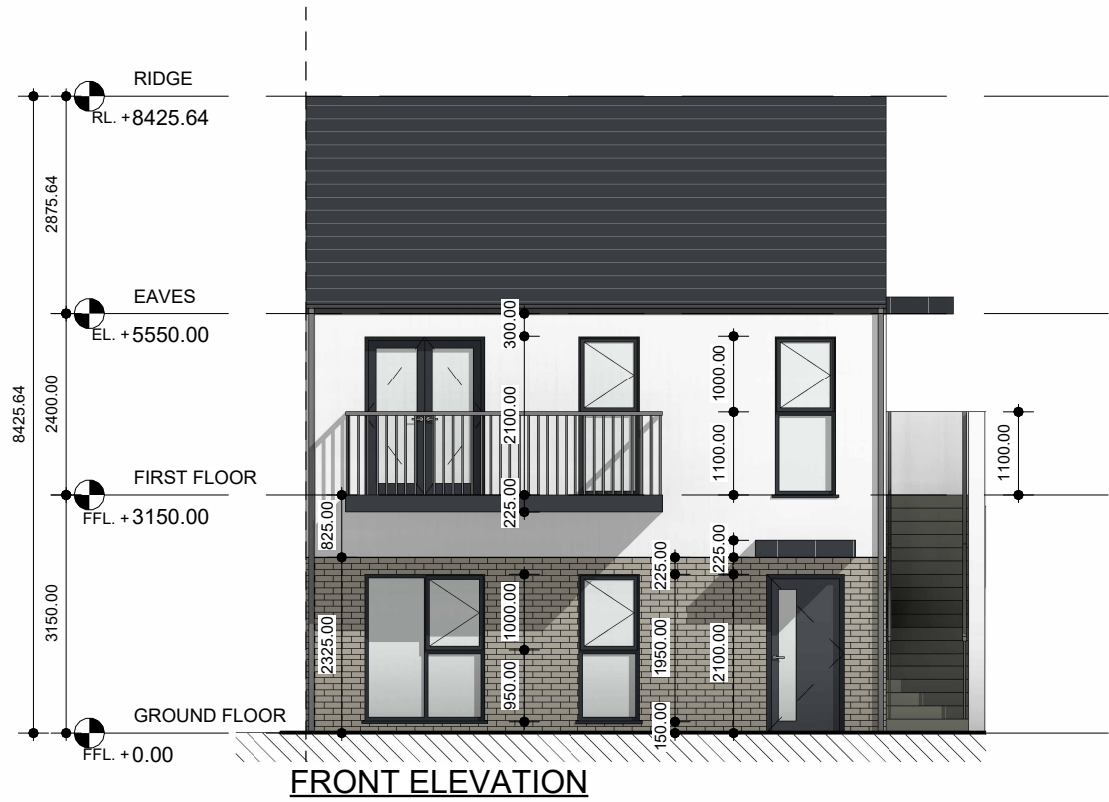 RIDGE
RL. +8425.64
2875.64
EAVES
EL. +5550.00
300.00
1000.00
8425.64
2400.00
2100.00
1100.00
1100.00
FIRST FLOOR
FFL. +3150.00
225.00
825.00
225.00
225.00
3150.00
2325.00
1000.00
1950.00
2100.00
950.00
150.00
GROUND FLOOR
FFL. +0.00
FRONT ELEVATION